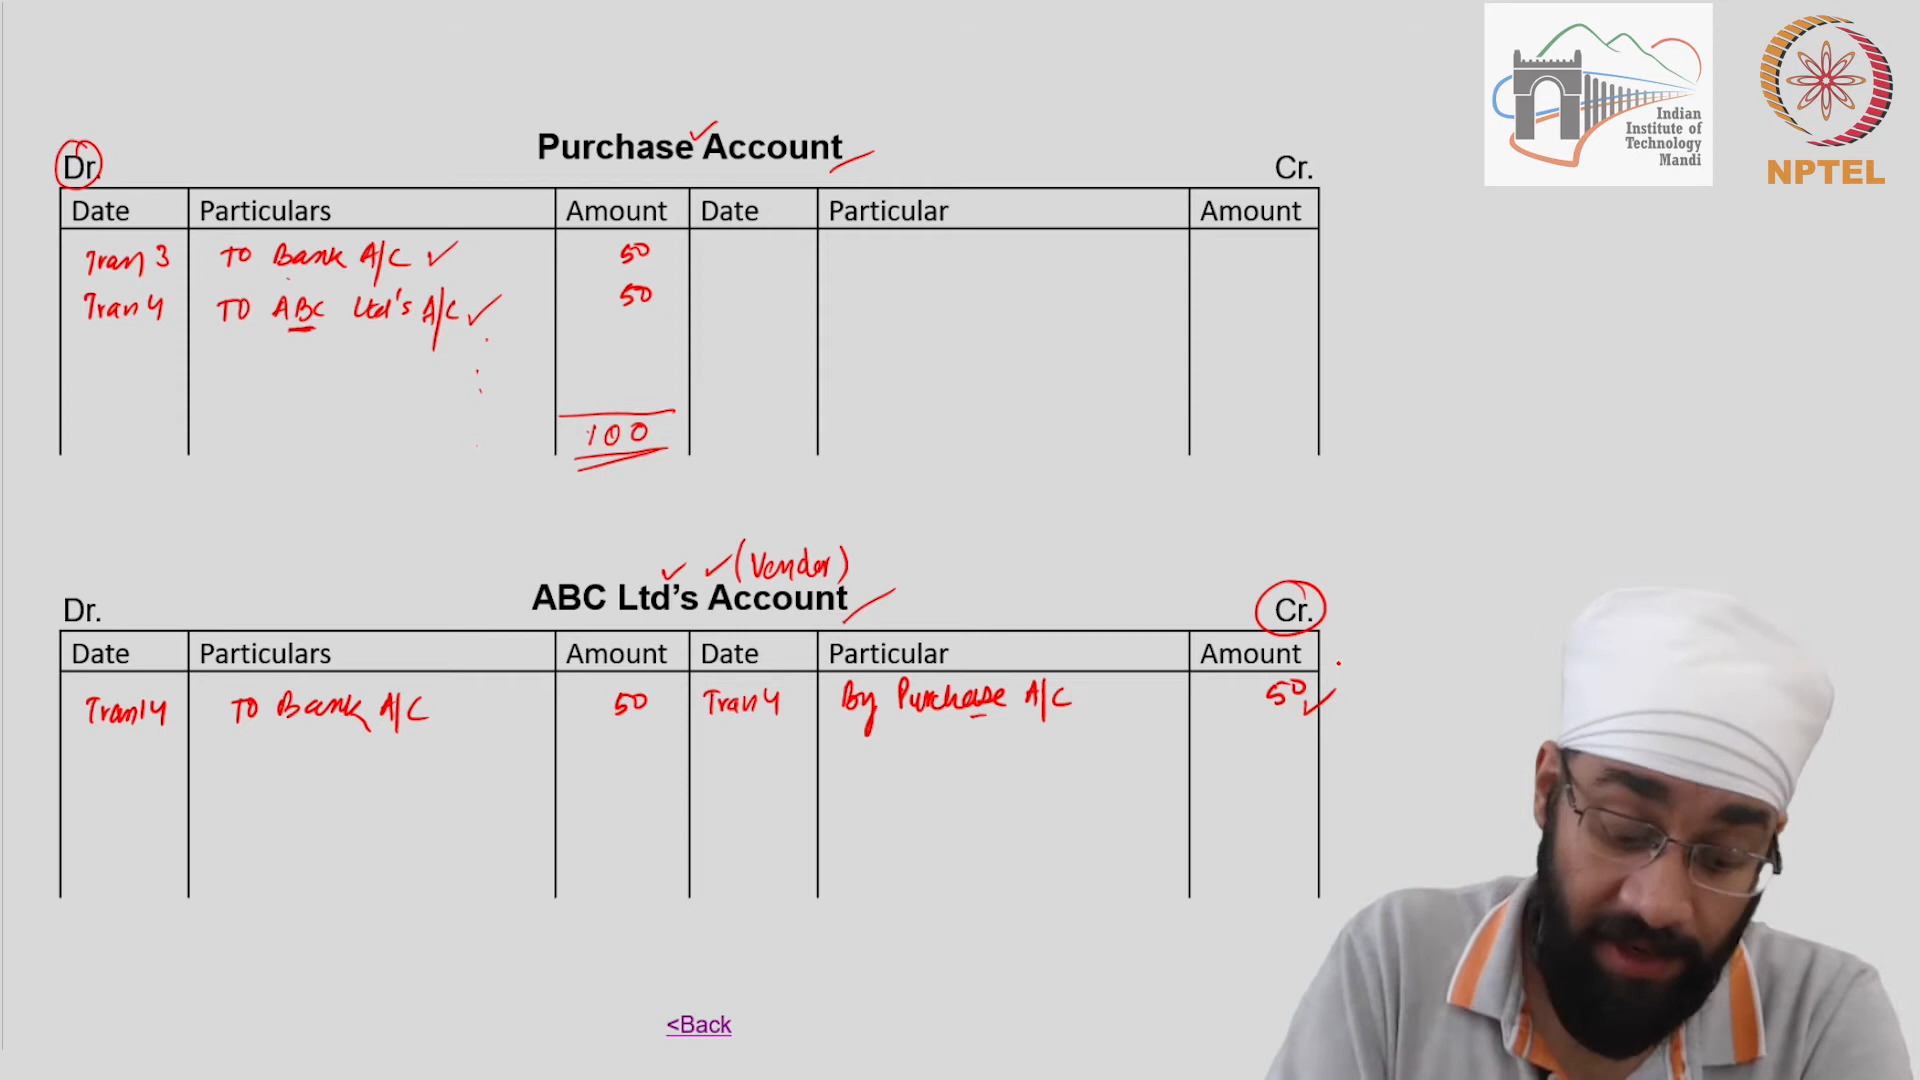 Indian
Institute of
Technology
Mandi
NPTEL
Purchase Account
Dr. Cr.
Date Particulars Amount Date Particular Amount
Tran 3 To Bank A/C 50
Tran 4 To ABC Ltd's A/C 50
100
(Vendor)
ABC Ltd’s Account
Dr. Cr.
Date Particulars Amount Date Particular Amount
Tran 14 To Bank A/C 50 Tran 4 By Purchase A/C 50
<Back